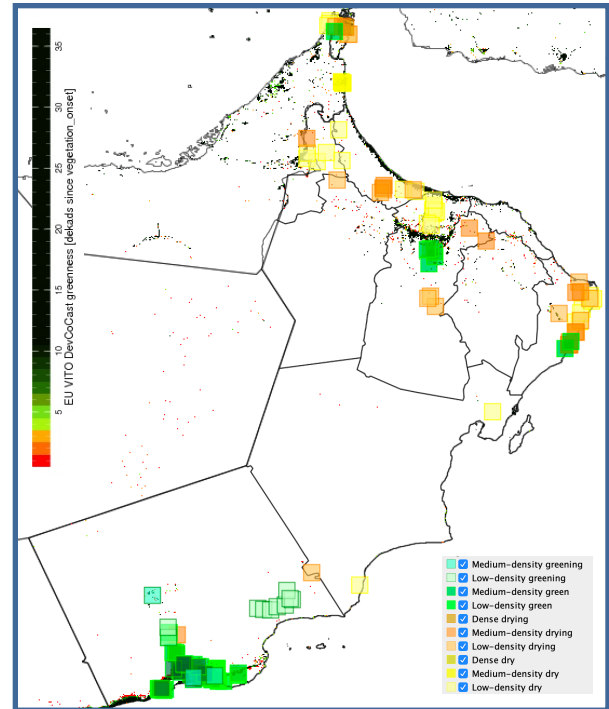 35
30
25
20
15
10
5
EU VITO DevCoCast greenness [dekads since vegetation_onset]
Medium-density greening
Low-density greening
Medium-density green
Low-density green
Dense drying
Medium-density drying
Low-density drying
Dense dry
Medium-density dry
Low-density dry